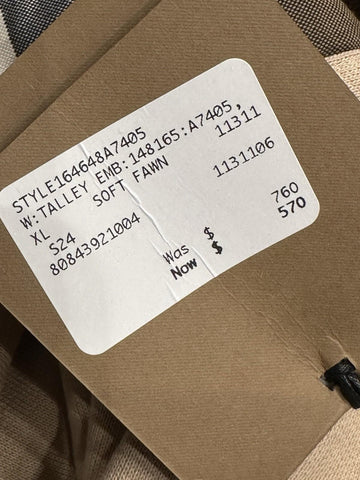 STYLE164648A7405
W:TALLEY EMB:148165:A7405,
XL SOFT FAWN 11311
S24 1131106
80843921004
Was $ 760
Now $ 570